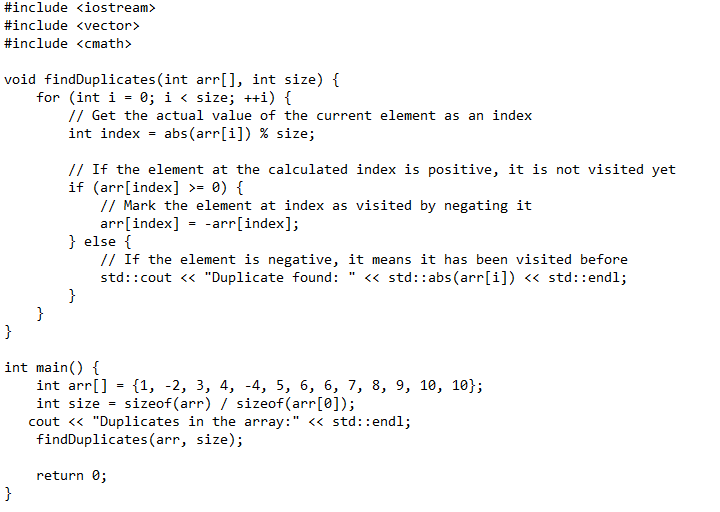 #include <iostream>
#include <vector>
#include <cmath>

void findDuplicates(int arr[], int size) {
    for (int i = 0; i < size; ++i) {
        // Get the actual value of the current element as an index
        int index = abs(arr[i]) % size;

        // If the element at the calculated index is positive, it is not visited yet
        if (arr[index] >= 0) {
            // Mark the element at index as visited by negating it
            arr[index] = -arr[index];
        } else {
            // If the element is negative, it means it has been visited before
            std::cout << "Duplicate found: " << std::abs(arr[i]) << std::endl;
        }
    }
}

int main() {
    int arr[] = {1, -2, 3, 4, -4, 5, 6, 6, 7, 8, 9, 10, 10};
    int size = sizeof(arr) / sizeof(arr[0]);
   cout << "Duplicates in the array:" << std::endl;
    findDuplicates(arr, size);

    return 0;
}